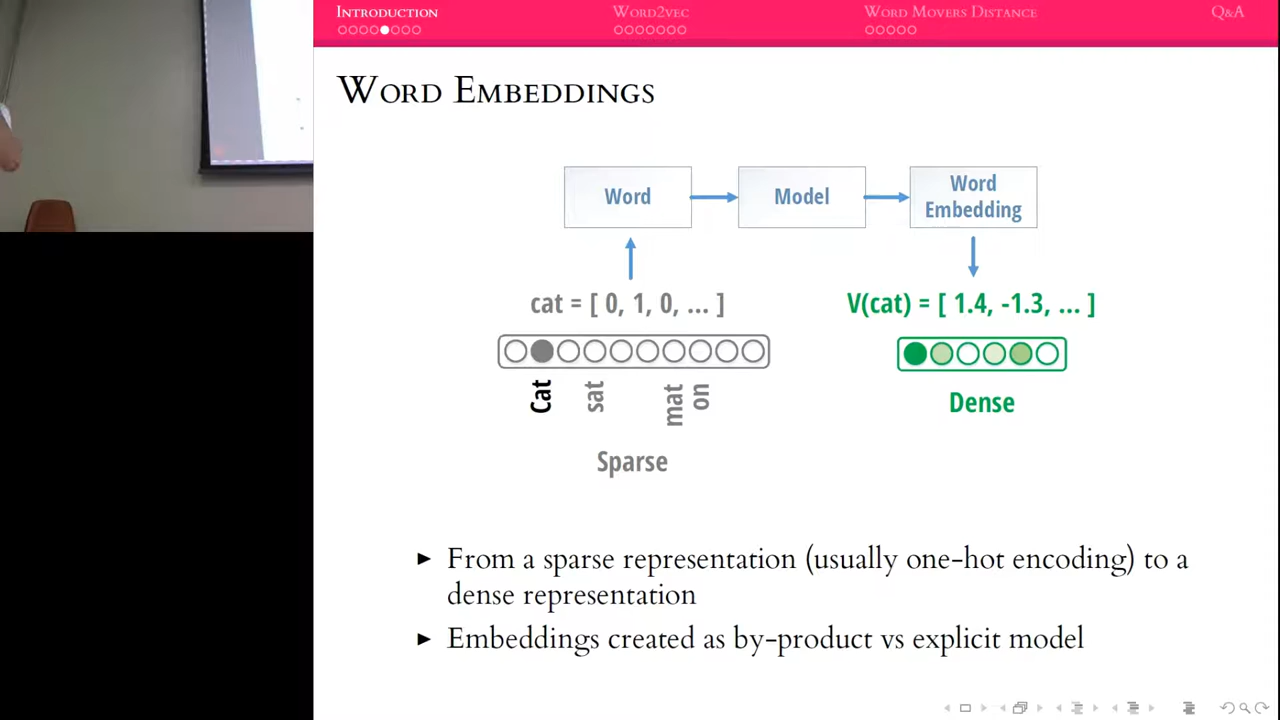 INTRODUCTION
WORD2VEC
WORD MOVERS DISTANCE
Q&A
WORD EMBEDDINGS
Word
Model
Word
Embedding
cat = [ 0, 1, 0, ... ]
V(cat) = [ 1.4, -1.3, ... ]
Cat
sat
mat
on
Dense
Sparse
From a sparse representation (usually one-hot encoding) to a
dense representation
Embeddings created as by-product vs explicit model